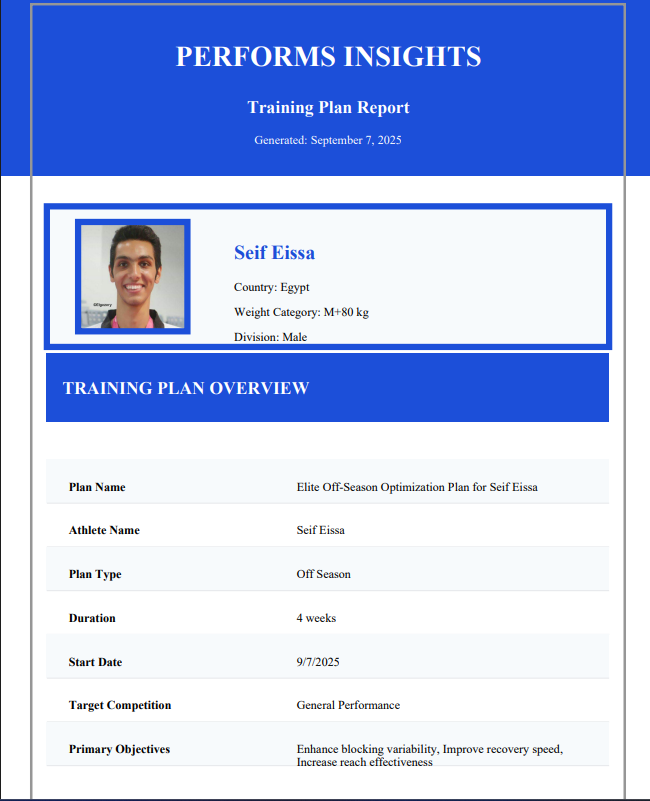 PERFORMS INSIGHTS
Training Plan Report
Generated: September 7, 2025
Seif Eissa
Country: Egypt
Weight Category: M+80 kg
Division: Male
TRAINING PLAN OVERVIEW
Plan Name Elite Off-Season Optimization Plan for Seif Eissa
Athlete Name Seif Eissa
Plan Type Off Season
Duration 4 weeks
Start Date 9/7/2025
Target Competition General Performance
Primary Objectives Enhance blocking variability, Improve recovery speed,
Increase reach effectiveness